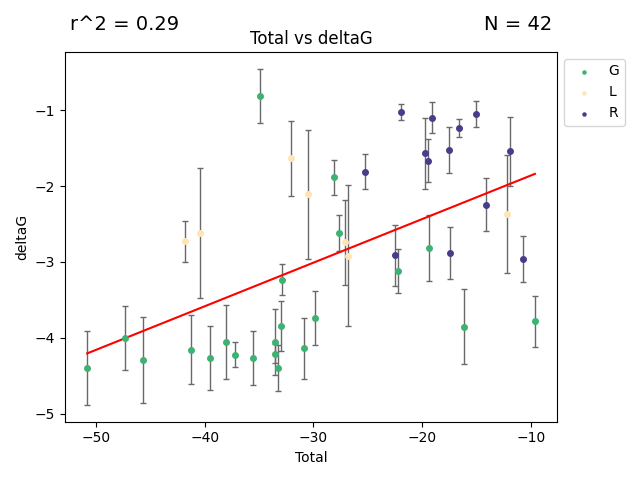 r^2 = 0.29
N = 42
Total vs deltaG
G
L
R
deltaG
−1
−2
−3
−4
−5
−50
−40
−30
−20
−10
Total